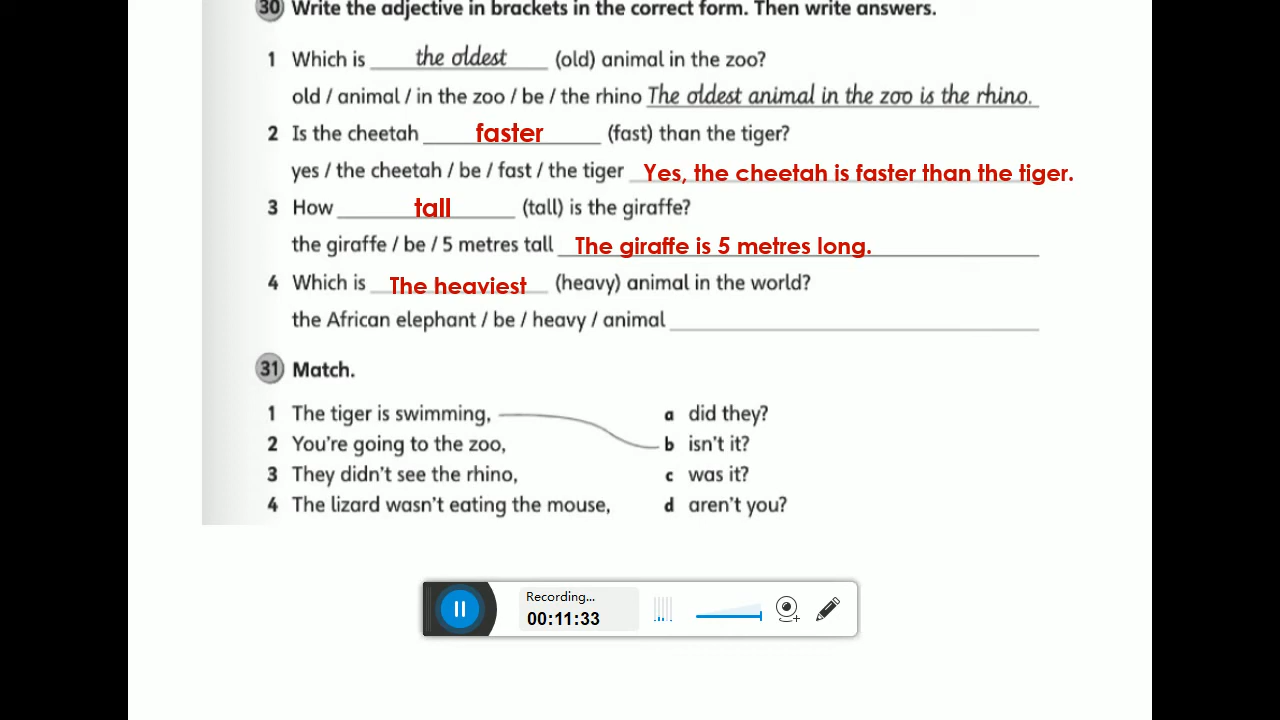 30 Write the adjective in brackets in the correct form. Then write answers.
1 Which is the oldest (old) animal in the zoo?
old / animal / in the zoo / be / the rhino The oldest animal in the zoo is the rhino.
2 Is the cheetah faster (fast) than the tiger?
yes / the cheetah / be / fast / the tiger Yes, the cheetah is faster than the tiger.
3 How tall (tall) is the giraffe?
the giraffe / be / 5 metres tall The giraffe is 5 metres long.
4 Which is The heaviest (heavy) animal in the world?
the African elephant / be / heavy / animal
31 Match.
1 The tiger is swimming, a did they?
2 You're going to the zoo, b isn't it?
3 They didn't see the rhino, c was it?
4 The lizard wasn't eating the mouse, d aren't you?
Recording...
00:11:33